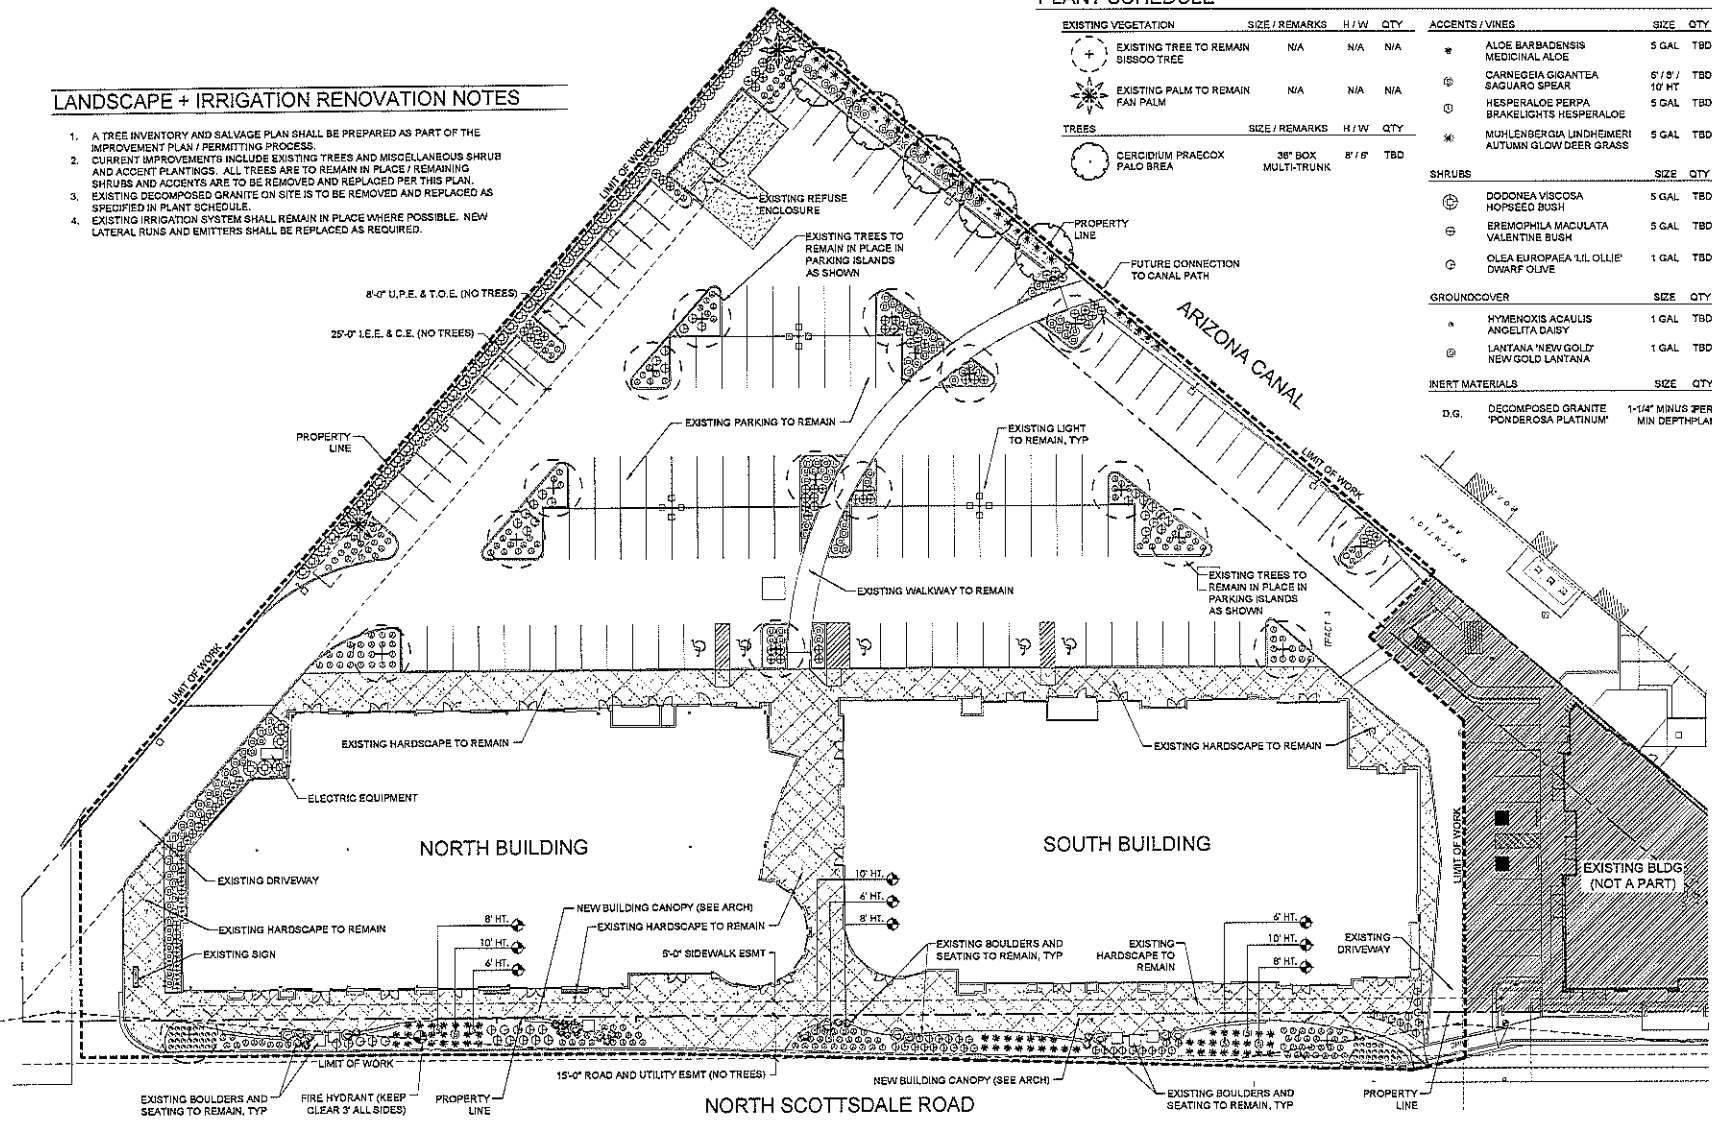 PLANT SCHEDULE
EXISTING VEGETATION SIZE / REMARKS H / W QTY
EXISTING TREE TO REMAIN N/A N/A N/A
SISSOO TREE
EXISTING PALM TO REMAIN N/A N/A N/A
FAN PALM
TREES SIZE / REMARKS H / W QTY
CERCIDIUM PRAECOX 36" BOX 8' / 6' TBD
PALO BREA MULTI-TRUNK
ACCENTS / VINES SIZE QTY
ALOE BARBADENSIS 5 GAL TBD
MEDICINAL ALOE
CARNEGEIA GIGANTEA 6' / 8' / TBD
SAGUARO SPEAR 10' HT
HESPERALOE PERPA 5 GAL TBD
BRAKELIGHTS HESPERALOE
MUHLENBERGIA LINDHEIMERI 5 GAL TBD
AUTUMN GLOW DEER GRASS
SHRUBS SIZE QTY
DODONEA VISCOSA 5 GAL TBD
HOPSEED BUSH
EREMOPHILA MACULATA 5 GAL TBD
VALENTINE BUSH
OLEA EUROPAEA 'LIL OLLIE' 1 GAL TBD
DWARF OLIVE
GROUNDCOVER SIZE QTY
HYMENOXIS ACAULIS 1 GAL TBD
ANGELITA DAISY
LANTANA 'NEW GOLD' 1 GAL TBD
NEW GOLD LANTANA
INERT MATERIALS SIZE QTY
D.G. DECOMPOSED GRANITE 1-1/4" MINUS 2" PER
'PONDEROSA PLATINUM' MIN DEPTH PLAN
LANDSCAPE + IRRIGATION RENOVATION NOTES
1. A TREE INVENTORY AND SALVAGE PLAN SHALL BE PREPARED AS PART OF THE
IMPROVEMENT PLAN / PERMITTING PROCESS.
2. CURRENT IMPROVEMENTS INCLUDE EXISTING TREES AND MISCELLANEOUS SHRUB
AND ACCENT PLANTINGS. ALL TREES ARE TO REMAIN IN PLACE / REMAINING
SHRUBS AND ACCENTS ARE TO BE REMOVED AND REPLACED PER THIS PLAN.
3. EXISTING DECOMPOSED GRANITE ON SITE IS TO BE REMOVED AND REPLACED AS
SPECIFIED IN PLANT SCHEDULE.
4. EXISTING IRRIGATION SYSTEM SHALL REMAIN IN PLACE WHERE POSSIBLE. NEW
LATERAL RUNS AND EMITTERS SHALL BE REPLACED AS REQUIRED.
LIMIT OF WORK
EXISTING REFUSE
ENCLOSURE
EXISTING TREES TO
REMAIN IN PLACE IN
PARKING ISLANDS
AS SHOWN
PROPERTY
LINE
FUTURE CONNECTION
TO CANAL PATH
8'-0" U.P.E. & T.O.E. (NO TREES)
25'-0" I.E.E. & C.E. (NO TREES)
ARIZONA CANAL
PROPERTY
LINE
EXISTING PARKING TO REMAIN
EXISTING LIGHT
TO REMAIN, TYP
LIMIT OF WORK
RETENTION
AREA
EXISTING WALKWAY TO REMAIN
EXISTING TREES TO
REMAIN IN PLACE IN
PARKING ISLANDS
AS SHOWN
LIMIT OF WORK
EXISTING HARDSCAPE TO REMAIN
EXISTING HARDSCAPE TO REMAIN
ELECTRIC EQUIPMENT
NORTH BUILDING
SOUTH BUILDING
LIMIT OF WORK
EXISTING BLDG
(NOT A PART)
EXISTING DRIVEWAY
EXISTING HARDSCAPE TO REMAIN
EXISTING SIGN
8' HT.
10' HT.
6' HT.
NEW BUILDING CANOPY (SEE ARCH)
EXISTING HARDSCAPE TO REMAIN
5'-0" SIDEWALK ESMT
10' HT.
6' HT.
8' HT.
EXISTING BOULDERS AND
SEATING TO REMAIN, TYP
EXISTING
HARDSCAPE TO
REMAIN
6' HT.
10' HT.
8' HT.
EXISTING
DRIVEWAY
LIMIT OF WORK
15'-0" ROAD AND UTILITY ESMT (NO TREES)
NEW BUILDING CANOPY (SEE ARCH)
EXISTING BOULDERS AND
SEATING TO REMAIN, TYP
FIRE HYDRANT (KEEP
CLEAR 3' ALL SIDES)
PROPERTY
LINE
NORTH SCOTTSDALE ROAD
EXISTING BOULDERS AND
SEATING TO REMAIN, TYP
PROPERTY
LINE